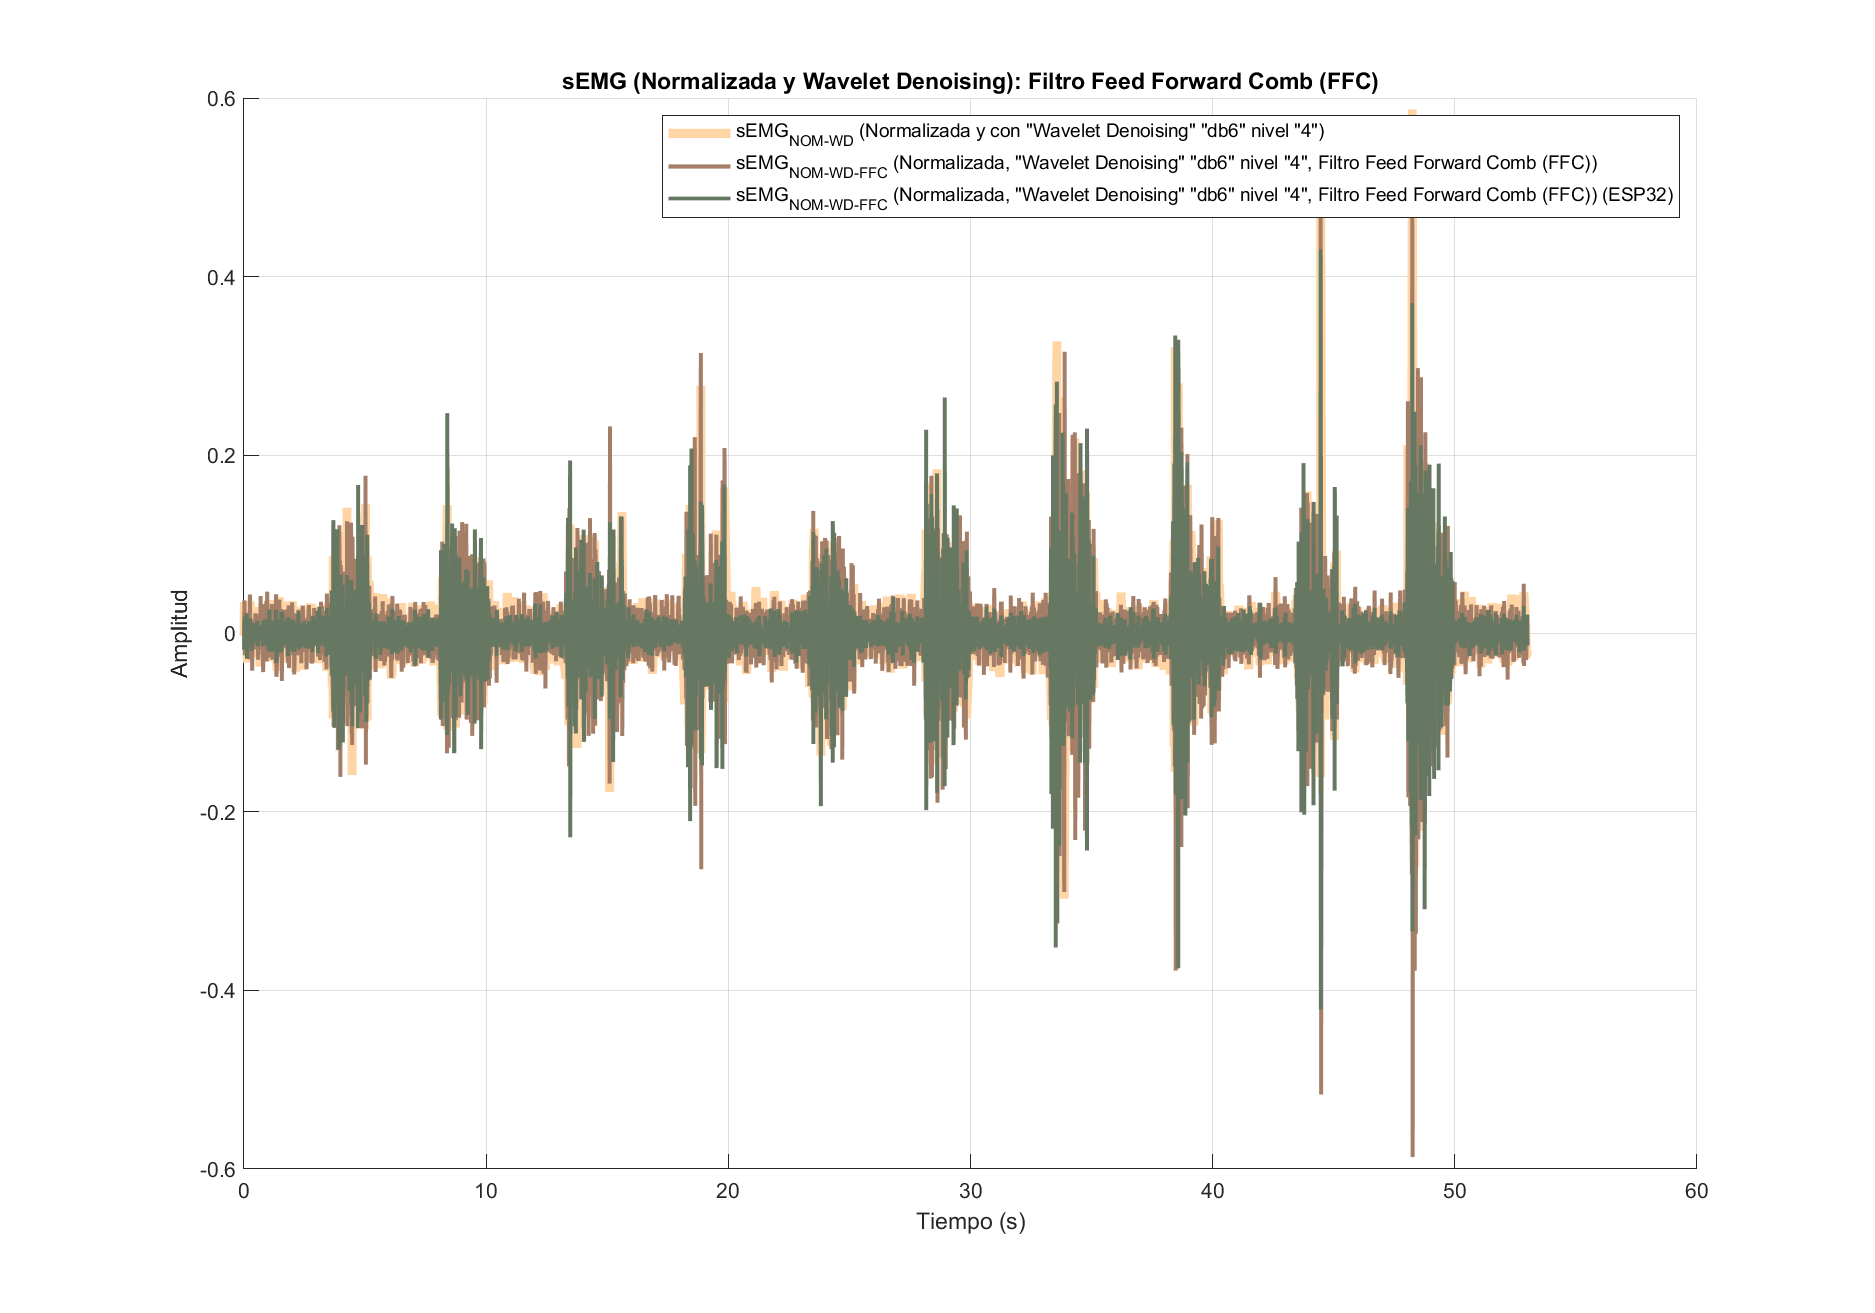 sEMG (Normalizada y Wavelet Denoising): Filtro Feed Forward Comb (FFC)
sEMG_NOM-WD (Normalizada y con "Wavelet Denoising" "db6" nivel "4")
sEMG_NOM-WD-FFC (Normalizada, "Wavelet Denoising" "db6" nivel "4", Filtro Feed Forward Comb (FFC))
sEMG_NOM-WD-FFC (Normalizada, "Wavelet Denoising" "db6" nivel "4", Filtro Feed Forward Comb (FFC)) (ESP32)
0.6
0.4
0.2
0
-0.2
-0.4
-0.6
Amplitud
0 10 20 30 40 50 60
Tiempo (s)